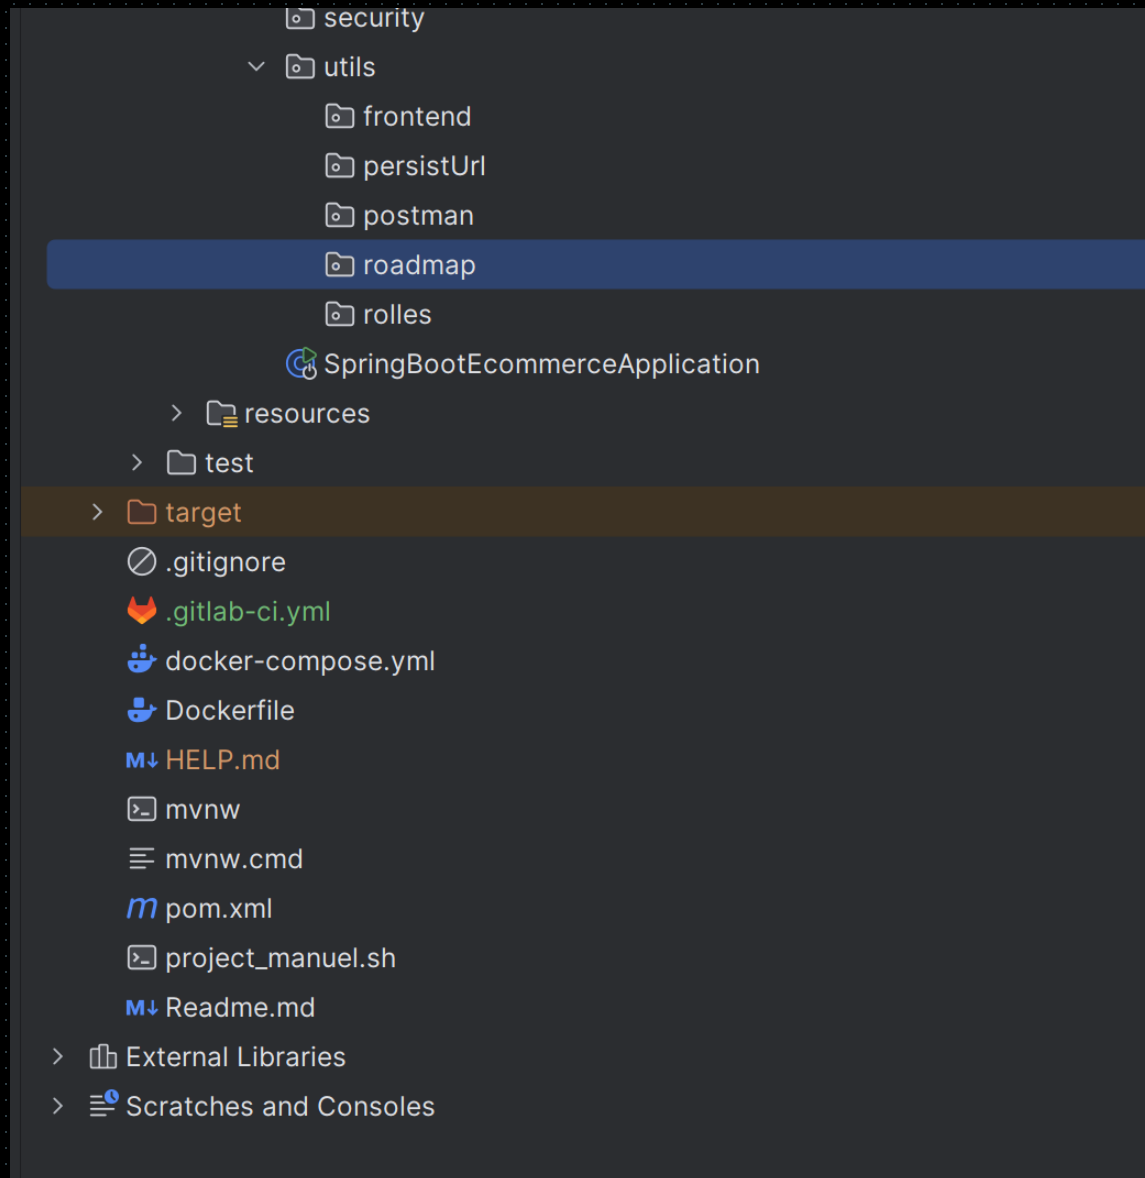 security
utils
frontend
persistUrl
postman
roadmap
rolles
SpringBootEcommerceApplication
resources
test
target
.gitignore
.gitlab-ci.yml
docker-compose.yml
Dockerfile
M↓ HELP.md
mvnw
mvnw.cmd
m pom.xml
project_manuel.sh
M↓ Readme.md
External Libraries
Scratches and Consoles